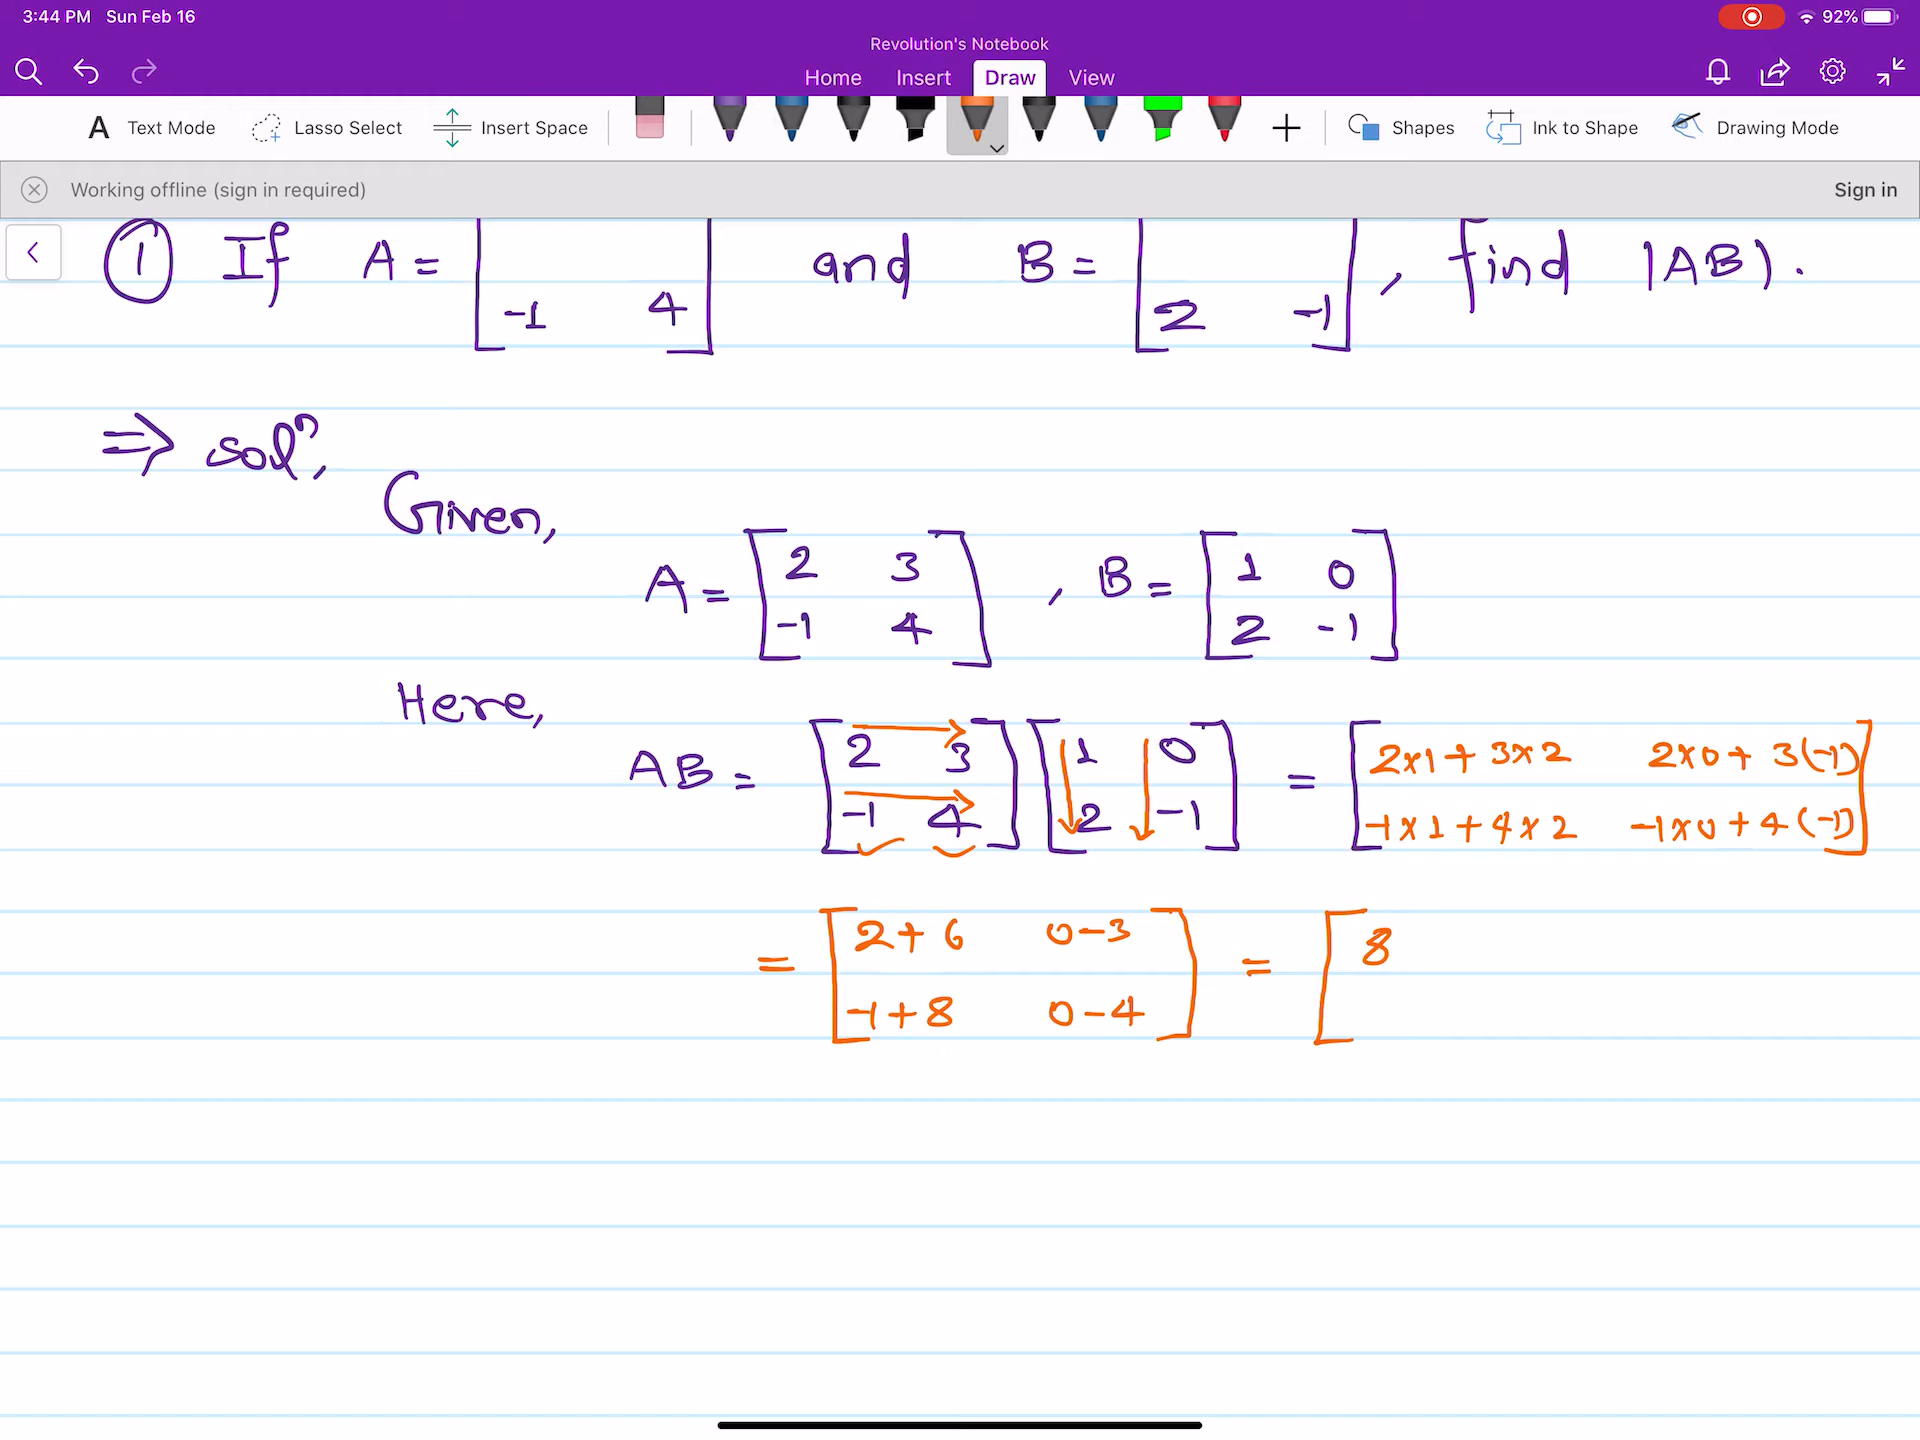 3:44 PM Sun Feb 16 92%
Revolution's Notebook
Home Insert Draw View
A Text Mode Lasso Select Insert Space Shapes Ink to Shape Drawing Mode
Working offline (sign in required) Sign in
① If A = [ -1 4 ] and B = [ 2 -1 ], find |AB|.
⇒ solⁿ,
Given,
A = [ 2 3
-1 4 ] , B = [ 1 0
2 -1 ]
Here,
AB = [ 2 3
-1 4 ] [ 1 0
2 -1 ] = [ 2×1+3×2 2×0+3(-1)
-1×1+4×2 -1×0+4(-1) ]
= [ 2+6 0-3
-1+8 0-4 ] = [ 8